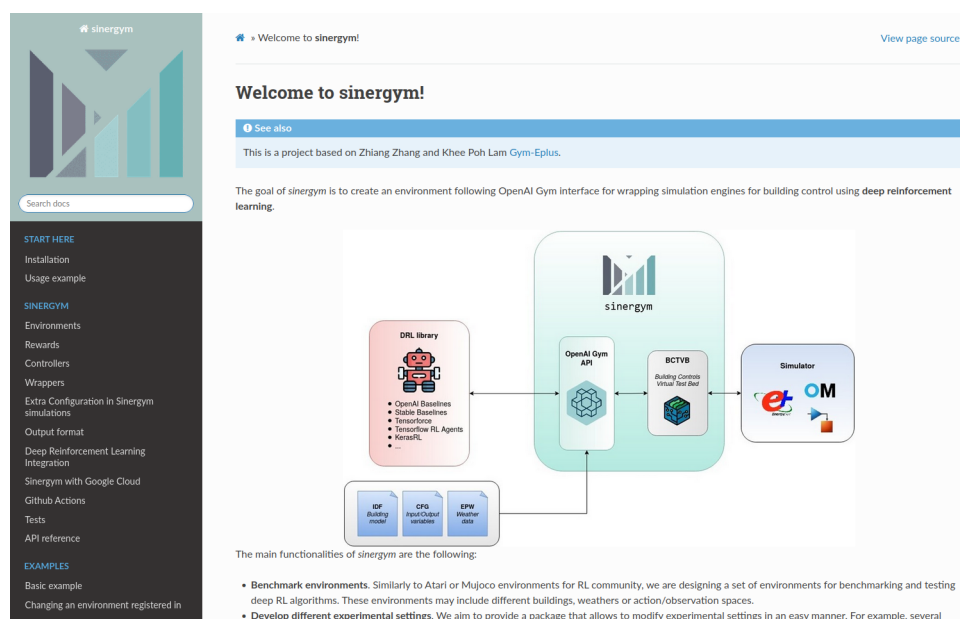 sinergym
Search docs
START HERE
Installation
Usage example
SINERGYM
Environments
Rewards
Controllers
Wrappers
Extra Configuration in Sinergym
simulations
Output format
Deep Reinforcement Learning
Integration
Sinergym with Google Cloud
Github Actions
Tests
API reference
EXAMPLES
Basic example
Changing an environment registered in
» Welcome to sinergym!
View page source
Welcome to sinergym!
See also
This is a project based on Zhiang Zhang and Khee Poh Lam Gym-Eplus.
The goal of sinergym is to create an environment following OpenAI Gym interface for wrapping simulation engines for building control using deep reinforcement
learning.
sinergym
DRL library
• OpenAI Baselines
• Stable Baselines
• Tensorforce
• Tensorflow RL Agents
• KerasRL
• ...
OpenAI Gym
API
BCTVB
Building Controls
Virtual Test Bed
Simulator
OM
IDF
Building
model
CFG
Input/Output
variables
EPW
Weather
data
The main functionalities of sinergym are the following:
• Benchmark environments. Similarly to Atari or Mujoco environments for RL community, we are designing a set of environments for benchmarking and testing
deep RL algorithms. These environments may include different buildings, weathers or action/observation spaces.
• Develop different experimental settings. We aim to provide a package that allows to modify experimental settings in an easy manner. For example, several